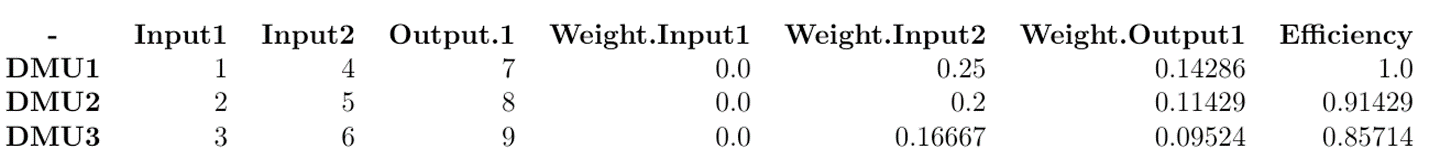 - Input1 Input2 Output.1 Weight.Input1 Weight.Input2 Weight.Output1 Efficiency
DMU1 1 4 7 0.0 0.25 0.14286 1.0
DMU2 2 5 8 0.0 0.2 0.11429 0.91429
DMU3 3 6 9 0.0 0.16667 0.09524 0.85714